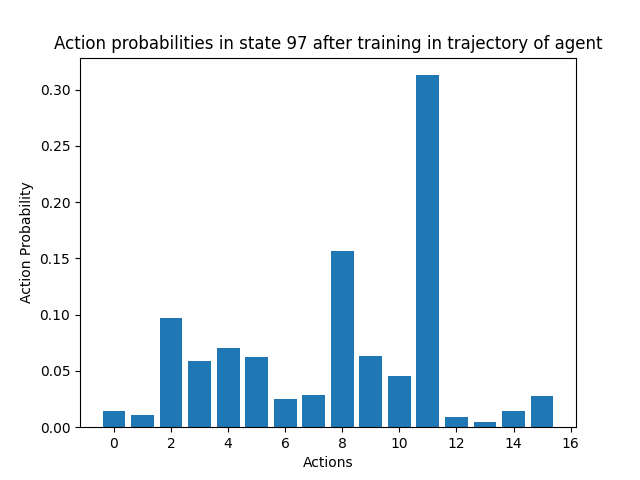 Action probabilities in state 97 after training in trajectory of agent
0.30
0.25
0.20
0.15
0.10
0.05
0.00
Action Probability
0 2 4 6 8 10 12 14 16
Actions